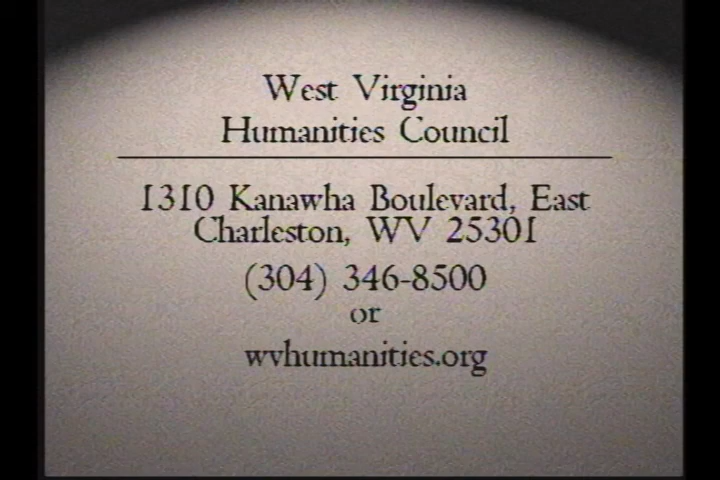 West Virginia
Humanities Council
1310 Kanawha Boulevard, East
Charleston, WV 25301
(304) 346-8500
or
wvhumanities.org